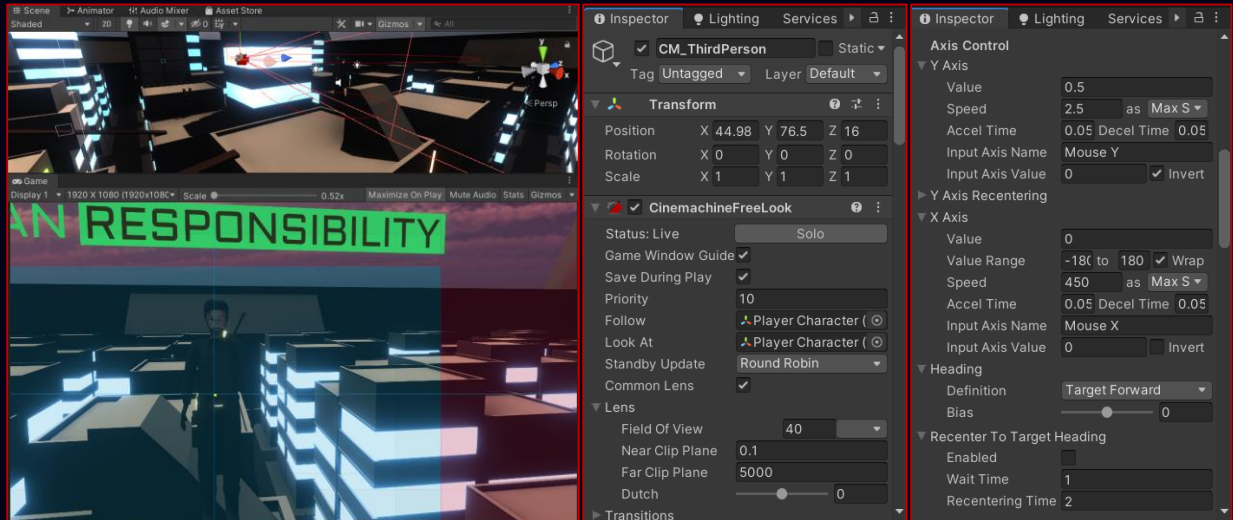 Scene Animator Audio Mixer Asset Store
Shaded 2D 0 Gizmos All
y
z
x
Persp
Game
Display 1 1920 X 1080 (1920x108C Scale 0.52x Maximize On Play Mute Audio Stats Gizmos
AN RESPONSIBILITY
Inspector Lighting Services
CM_ThirdPerson Static
Tag Untagged Layer Default
Transform
Position X 44.98 Y 76.5 Z 16
Rotation X 0 Y 0 Z 0
Scale X 1 Y 1 Z 1
CinemachineFreeLook
Status: Live Solo
Game Window Guide
Save During Play
Priority 10
Follow Player Character (
Look At Player Character (
Standby Update Round Robin
Common Lens
Lens
Field Of View 40
Near Clip Plane 0.1
Far Clip Plane 5000
Dutch 0
Transitions
Inspector Lighting Services
Axis Control
Y Axis
Value 0.5
Speed 2.5 as Max S
Accel Time 0.05 Decel Time 0.05
Input Axis Name Mouse Y
Input Axis Value 0 Invert
Y Axis Recentering
X Axis
Value 0
Value Range -180 to 180 Wrap
Speed 450 as Max S
Accel Time 0.05 Decel Time 0.05
Input Axis Name Mouse X
Input Axis Value 0 Invert
Heading
Definition Target Forward
Bias 0
Recenter To Target Heading
Enabled
Wait Time 1
Recentering Time 2